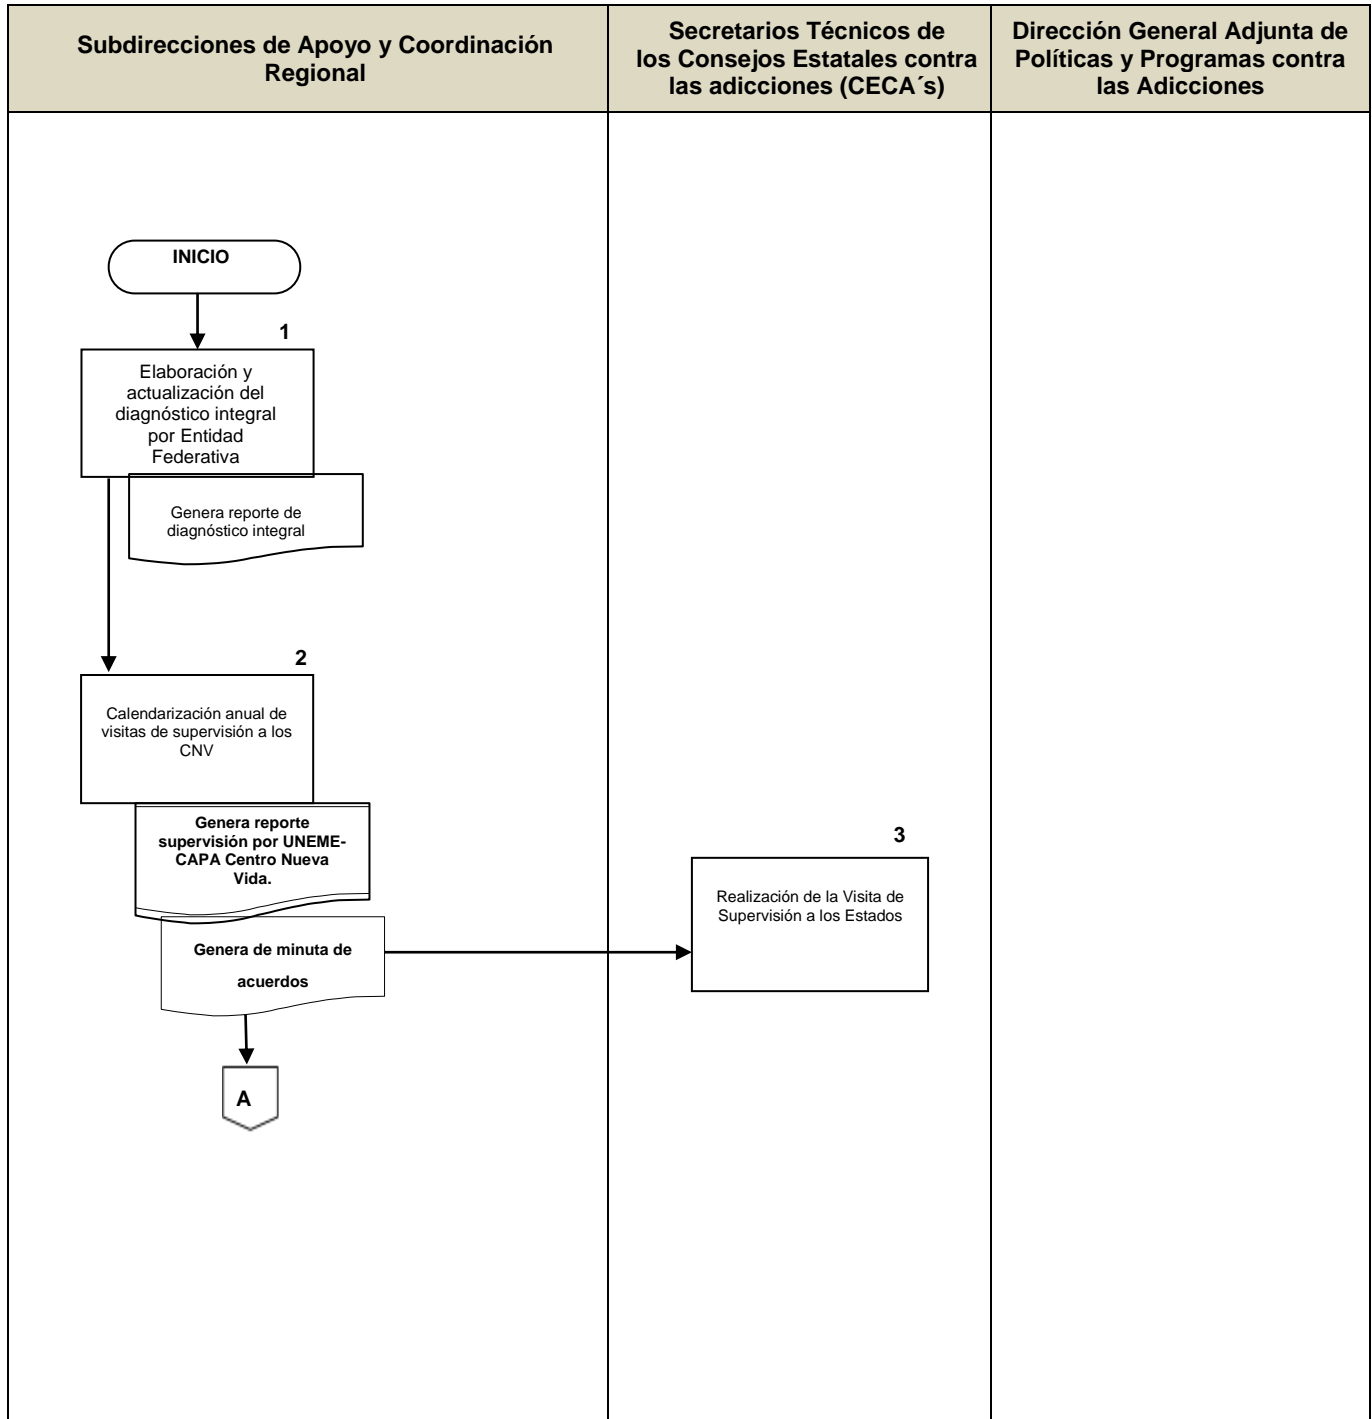 Subdirecciones de Apoyo y Coordinación
Regional
Secretarios Técnicos de
los Consejos Estatales contra
las adicciones (CECA´s)
Dirección General Adjunta de
Políticas y Programas contra
las Adicciones
INICIO
1
Elaboración y
actualización del
diagnóstico integral
por Entidad
Federativa
Genera reporte de
diagnóstico integral
2
Calendarización anual de
visitas de supervisión a los
CNV
Genera reporte
supervisión por UNEME-
CAPA Centro Nueva
Vida.
Genera de minuta de
acuerdos
3
Realización de la Visita de
Supervisión a los Estados
A